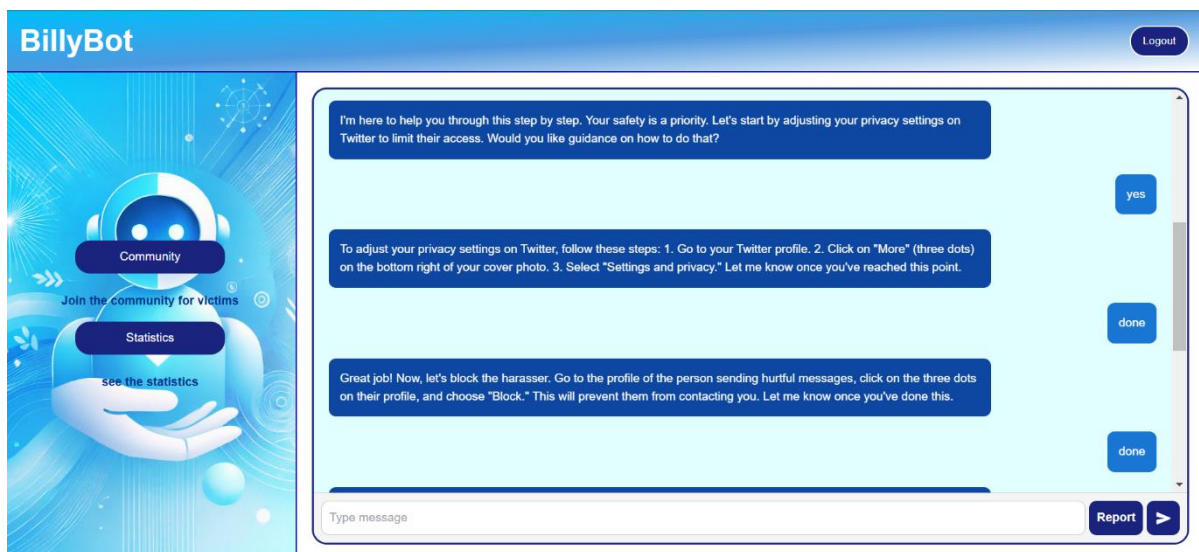 BillyBot
Logout
Community
Join the community for victims
Statistics
see the statistics
I'm here to help you through this step by step. Your safety is a priority. Let's start by adjusting your privacy settings on
Twitter to limit their access. Would you like guidance on how to do that?
yes
To adjust your privacy settings on Twitter, follow these steps: 1. Go to your Twitter profile. 2. Click on "More" (three dots)
on the bottom right of your cover photo. 3. Select "Settings and privacy." Let me know once you've reached this point.
done
Great job! Now, let's block the harasser. Go to the profile of the person sending hurtful messages, click on the three dots
on their profile, and choose "Block." This will prevent them from contacting you. Let me know once you've done this.
done
Type message
Report